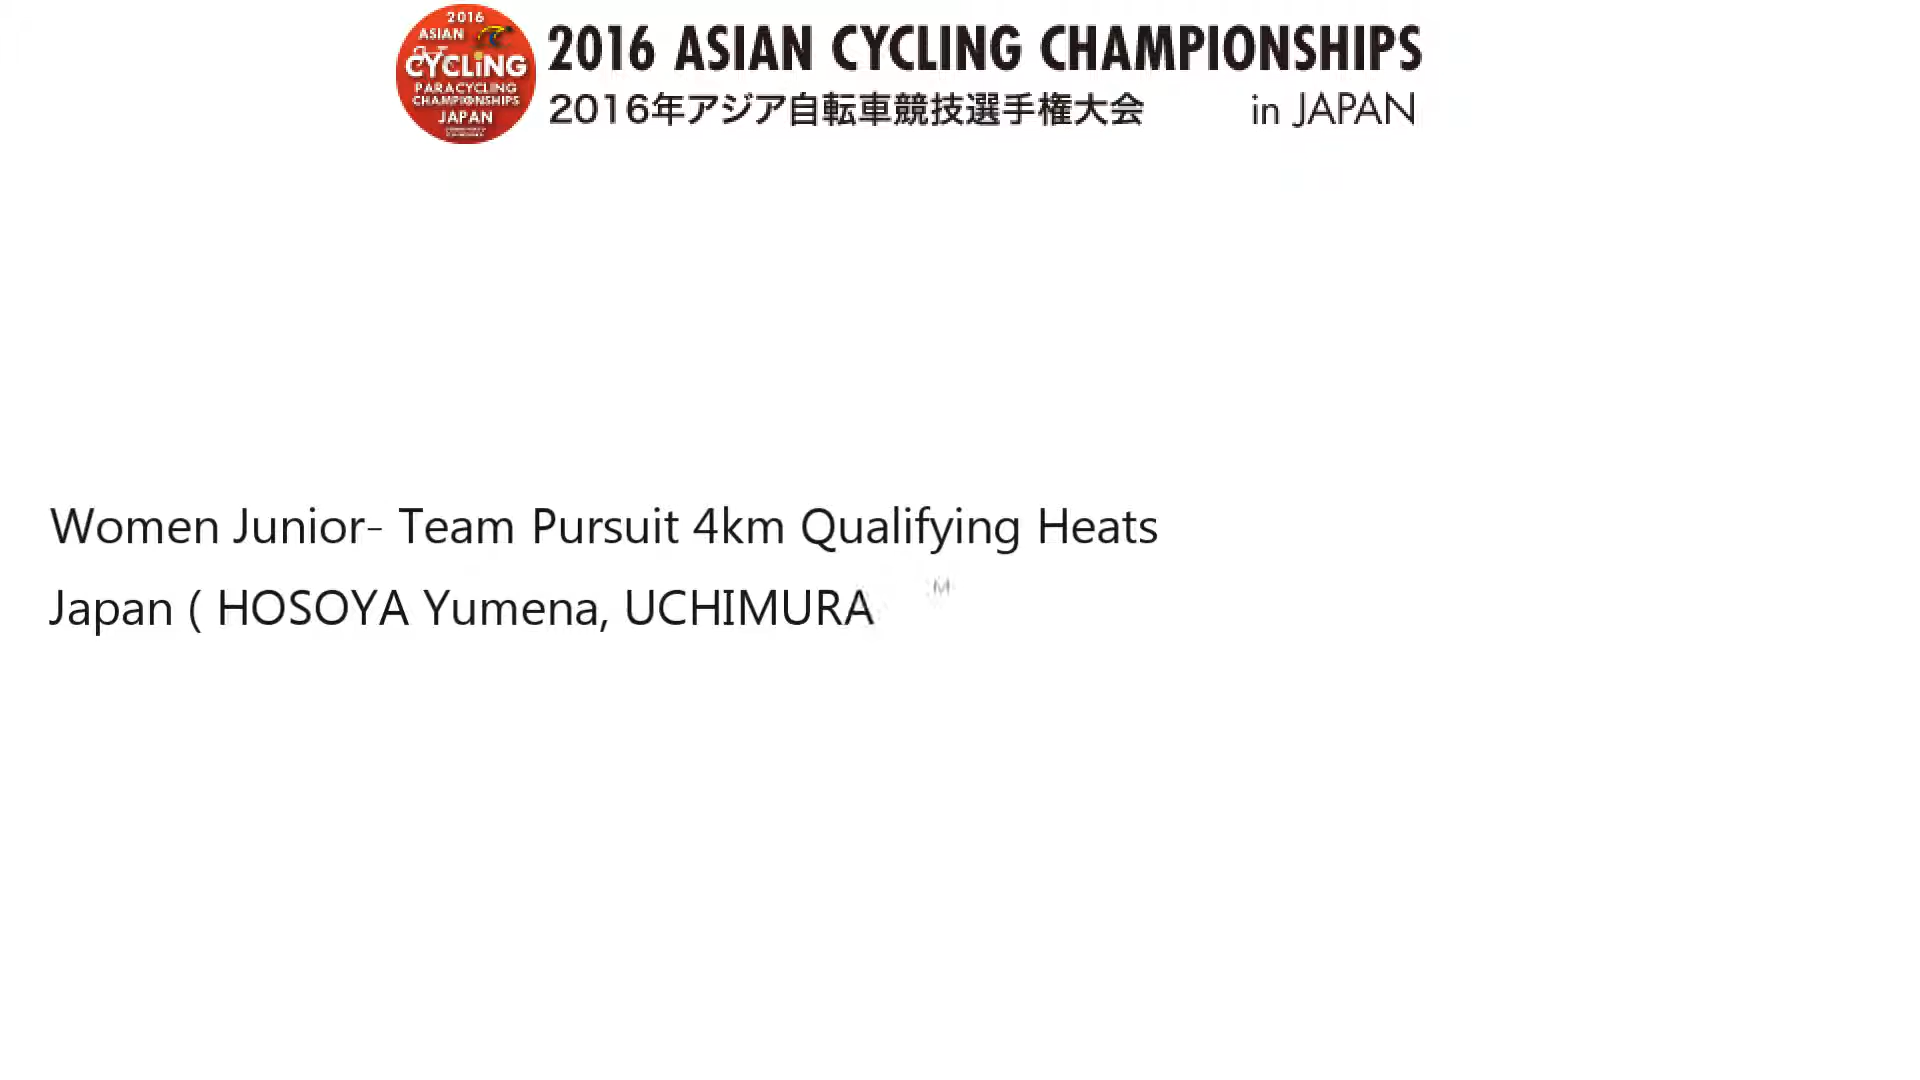 2016
ASIAN
CYCLING
PARACYCLING
CHAMPIONSHIPS
JAPAN
2016 ASIAN CYCLING CHAMPIONSHIPS
2016年アジア自転車競技選手権大会 in JAPAN
Women Junior- Team Pursuit 4km Qualifying Heats
Japan ( HOSOYA Yumena, UCHIMURA